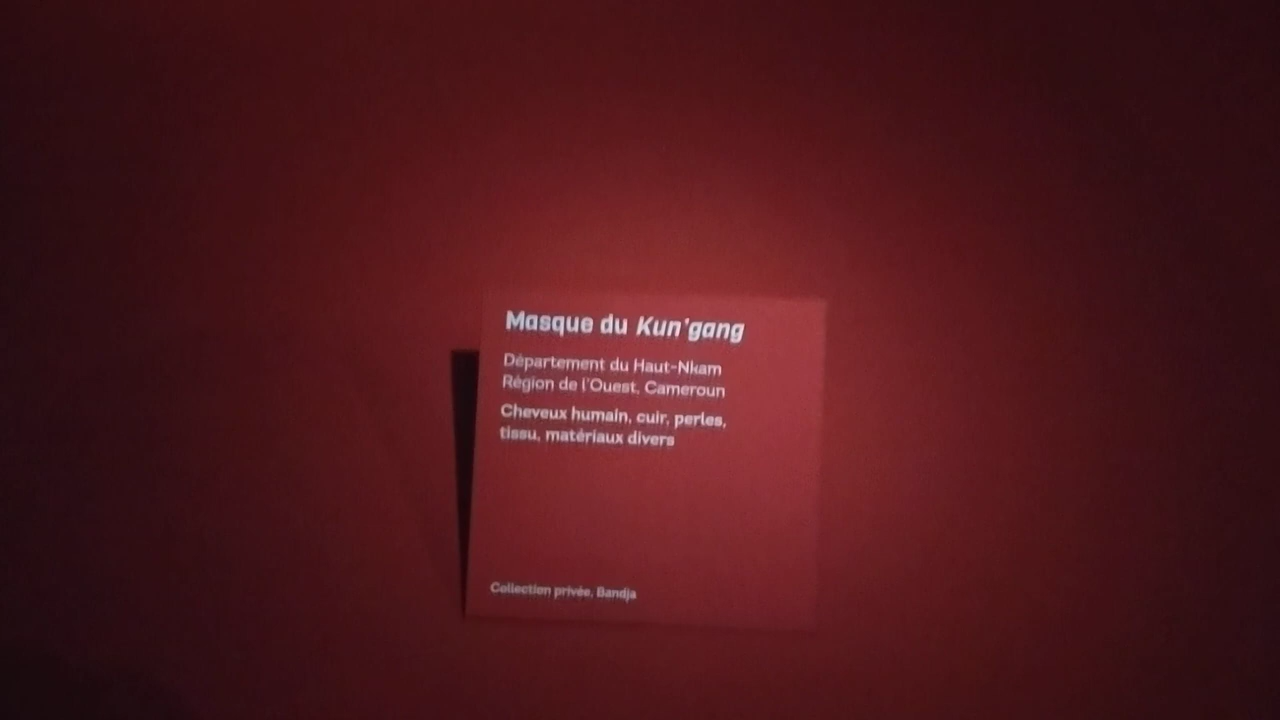 Masque du Kun'gang
Département du Haut-Nkam
Région de l'Ouest, Cameroun
Cheveux humain, cuir, perles,
tissu, matériaux divers
Collection privée, Bandja